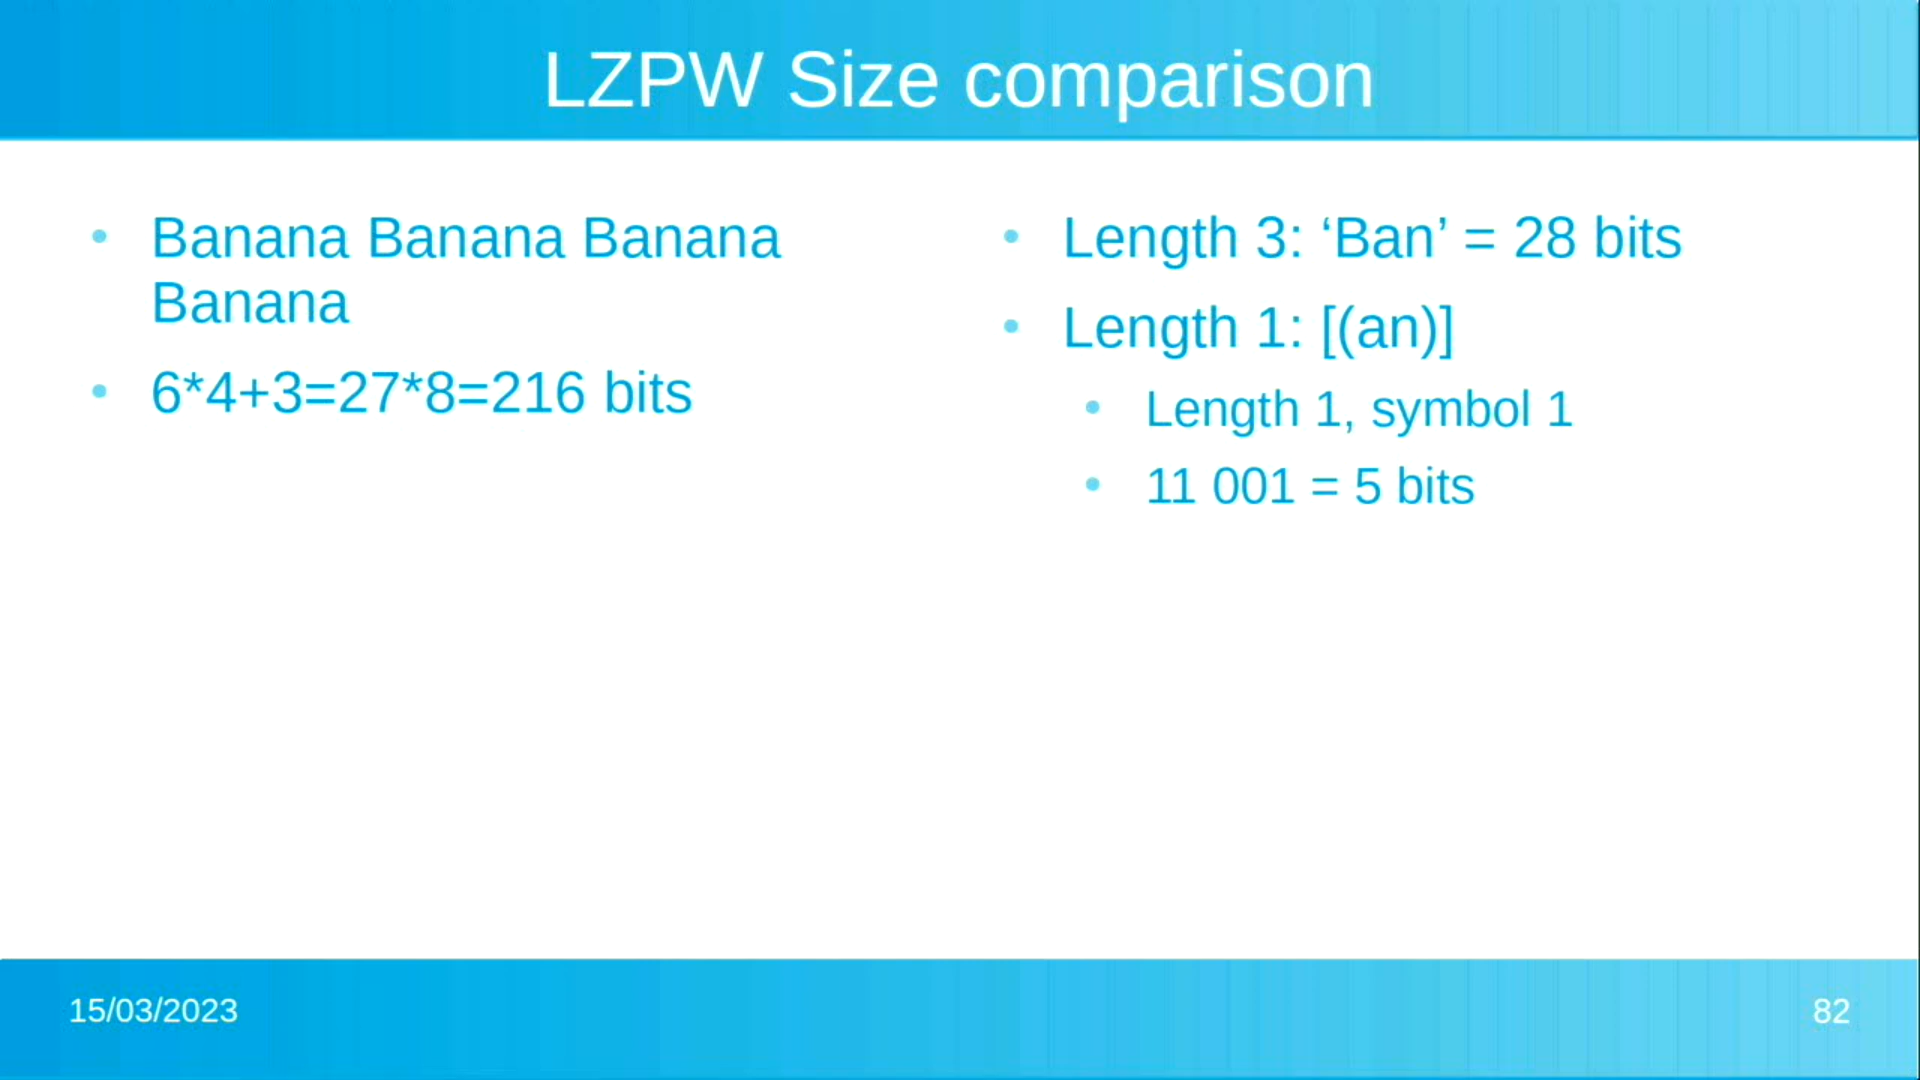 LZPW Size comparison
• Banana Banana Banana
Banana
• 6*4+3=27*8=216 bits
• Length 3: ‘Ban’ = 28 bits
• Length 1: [(an)]
• Length 1, symbol 1
• 11 001 = 5 bits
15/03/2023
82